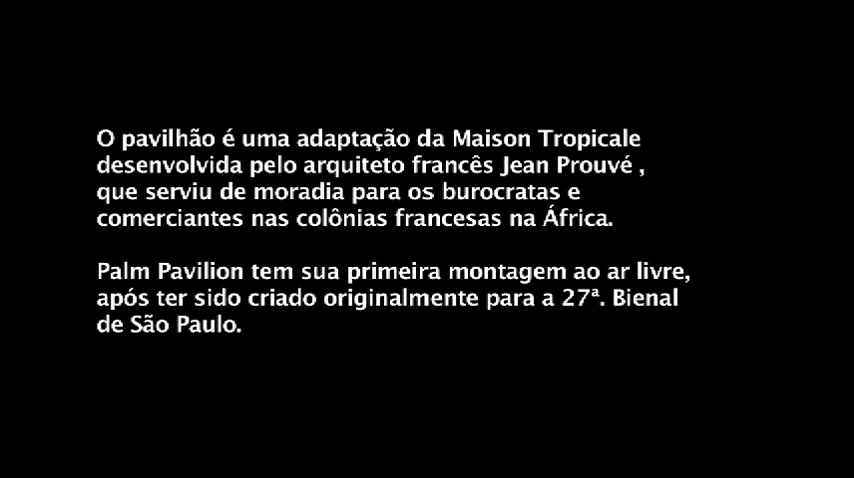 O pavilhão é uma adaptação da Maison Tropicale
desenvolvida pelo arquiteto francês Jean Prouvé ,
que serviu de moradia para os burocratas e
comerciantes nas colônias francesas na África.
Palm Pavilion tem sua primeira montagem ao ar livre,
após ter sido criado originalmente para a 27ª. Bienal
de São Paulo.